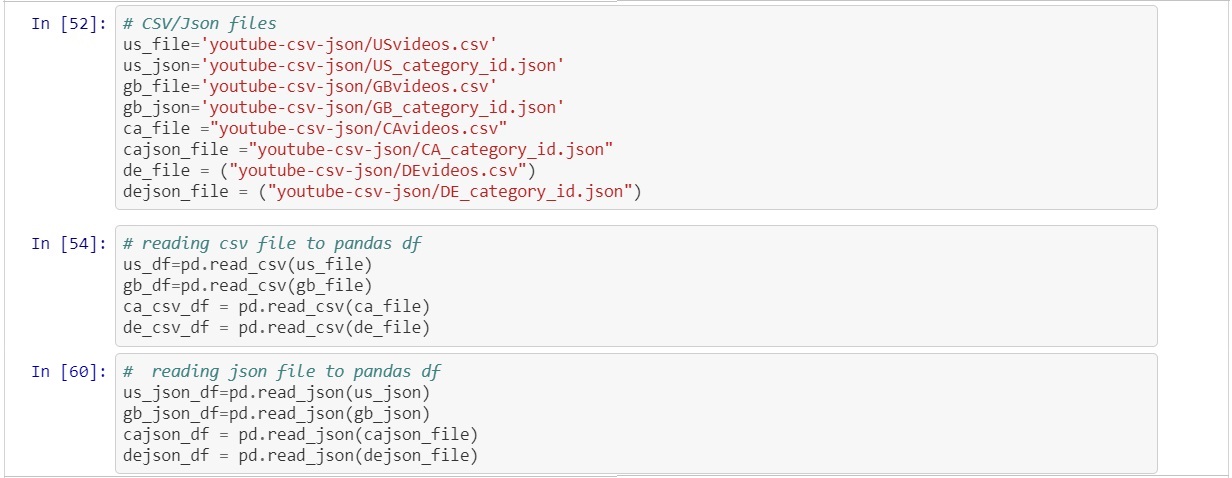 In [52]: # CSV/Json files
us_file='youtube-csv-json/USvideos.csv'
us_json='youtube-csv-json/US_category_id.json'
gb_file='youtube-csv-json/GBvideos.csv'
gb_json='youtube-csv-json/GB_category_id.json'
ca_file ="youtube-csv-json/CAvideos.csv"
cajson_file ="youtube-csv-json/CA_category_id.json"
de_file = ("youtube-csv-json/DEvideos.csv")
dejson_file = ("youtube-csv-json/DE_category_id.json")
In [54]: # reading csv file to pandas df
us_df=pd.read_csv(us_file)
gb_df=pd.read_csv(gb_file)
ca_csv_df = pd.read_csv(ca_file)
de_csv_df = pd.read_csv(de_file)
In [60]: #  reading json file to pandas df
us_json_df=pd.read_json(us_json)
gb_json_df=pd.read_json(gb_json)
cajson_df = pd.read_json(cajson_file)
dejson_df = pd.read_json(dejson_file)